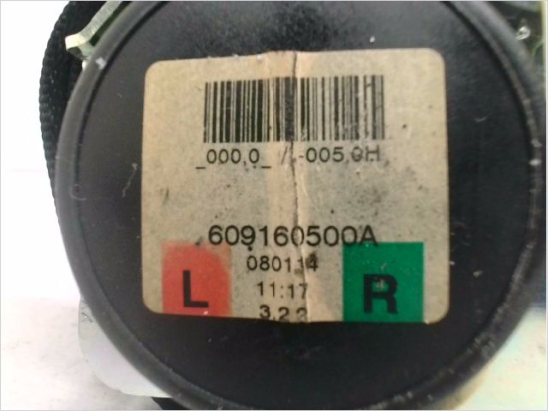 _000,0_ / -005,0H
609160500A
080114
11:17
L
R
3.2.3